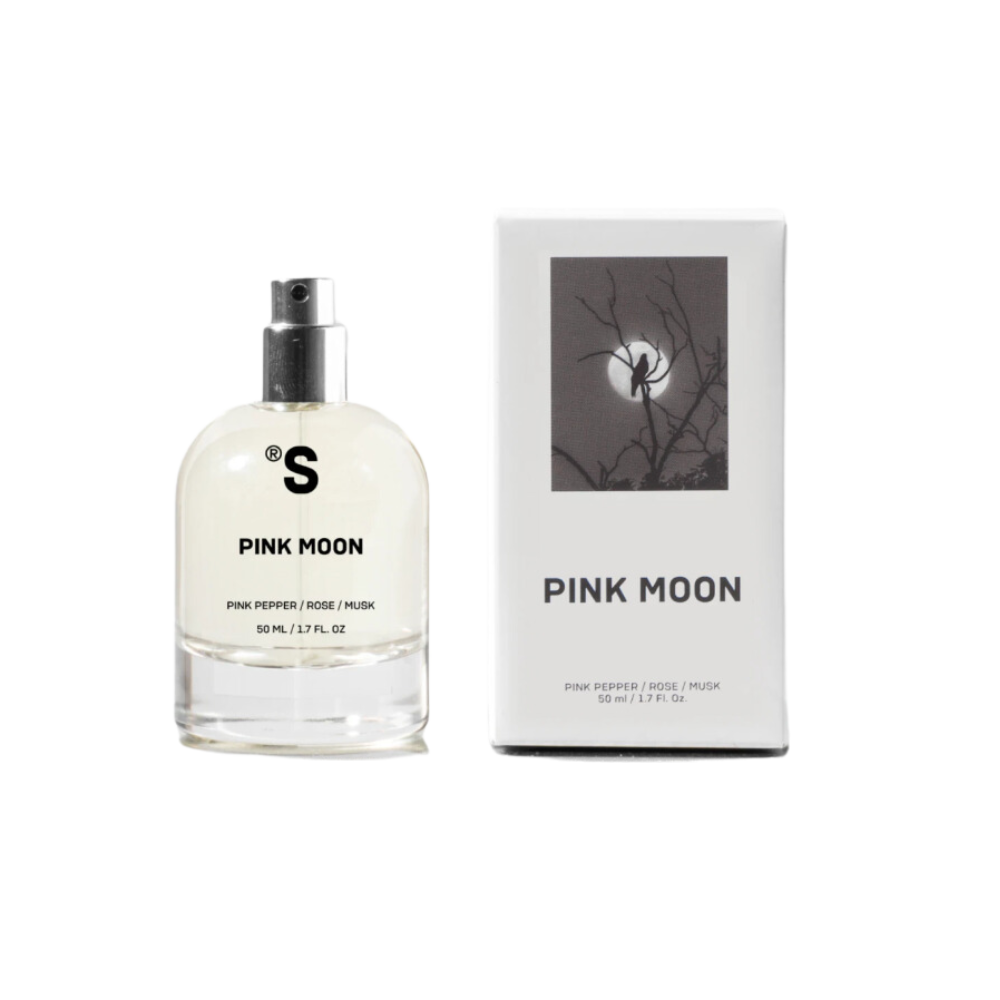 ®S
PINK MOON
PINK PEPPER / ROSE / MUSK
50 ML / 1.7 FL. OZ
PINK MOON
PINK PEPPER / ROSE / MUSK
50 ml / 1.7 Fl. Oz.